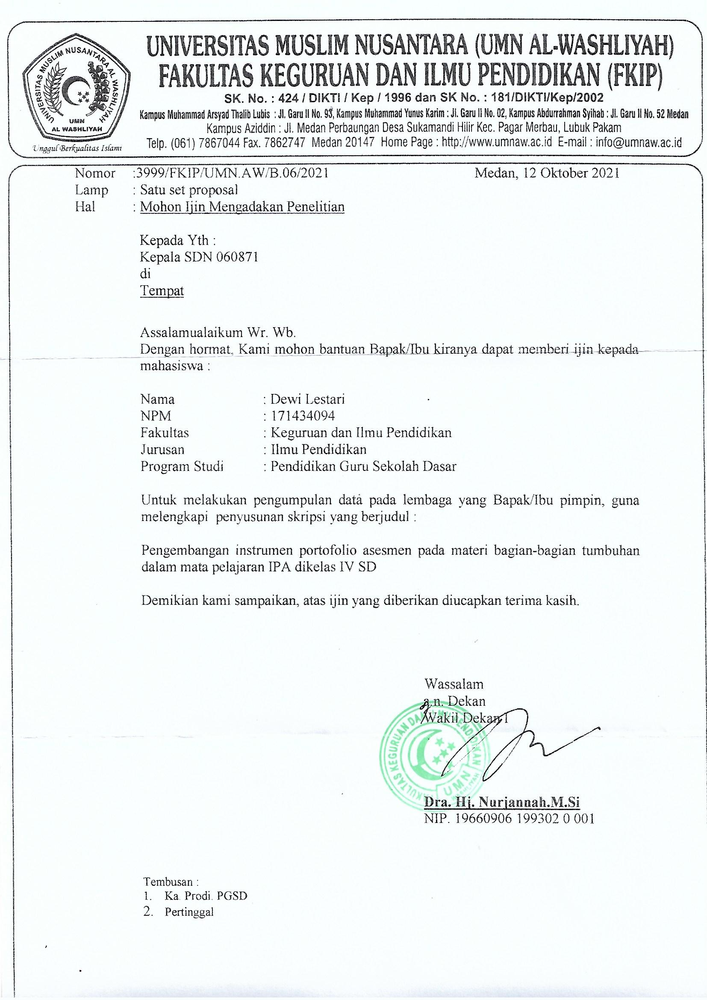 UNIVERSITAS MUSLIM NUSANTARA AL WASHLIYAH
UMN
AL WASHLIYAH
Unggul Berkualitas Islami
UNIVERSITAS MUSLIM NUSANTARA (UMN AL-WASHLIYAH)
FAKULTAS KEGURUAN DAN ILMU PENDIDIKAN (FKIP)
SK. No. : 424 / DIKTI / Kep / 1996 dan SK No. : 181/DIKTI/Kep/2002
Kampus Muhammad Arsyad Thalib Lubis : Jl. Garu II No. 93, Kampus Muhammad Yunus Karim : Jl. Garu II No. 02, Kampus Abdurrahman Syihab : Jl. Garu II No. 52 Medan
Kampus Aziddin : Jl. Medan Perbaungan Desa Sukamandi Hilir Kec. Pagar Merbau, Lubuk Pakam
Telp. (061) 7867044 Fax. 7862747 Medan 20147 Home Page : http://www.umnaw.ac.id E-mail : info@umnaw.ac.id
Nomor :3999/FKIP/UMN.AW/B.06/2021 Medan, 12 Oktober 2021
Lamp : Satu set proposal
Hal : Mohon Ijin Mengadakan Penelitian
Kepada Yth :
Kepala SDN 060871
di
Tempat
Assalamualaikum Wr. Wb.
Dengan hormat, Kami mohon bantuan Bapak/Ibu kiranya dapat memberi ijin kepada
mahasiswa :
Nama : Dewi Lestari
NPM : 171434094
Fakultas : Keguruan dan Ilmu Pendidikan
Jurusan : Ilmu Pendidikan
Program Studi : Pendidikan Guru Sekolah Dasar
Untuk melakukan pengumpulan data pada lembaga yang Bapak/Ibu pimpin, guna
melengkapi penyusunan skripsi yang berjudul :
Pengembangan instrumen portofolio asesmen pada materi bagian-bagian tumbuhan
dalam mata pelajaran IPA dikelas IV SD
Demikian kami sampaikan, atas ijin yang diberikan diucapkan terima kasih.
Wassalam
a.n. Dekan
Wakil Dekan I
FAKULTAS KEGURUAN DAN ILMU PENDIDIKAN
UMN
WASHLIYAH
Dra. Hj. Nurjannah.M.Si
NIP. 19660906 199302 0 001
Tembusan :
1. Ka. Prodi. PGSD
2. Pertinggal